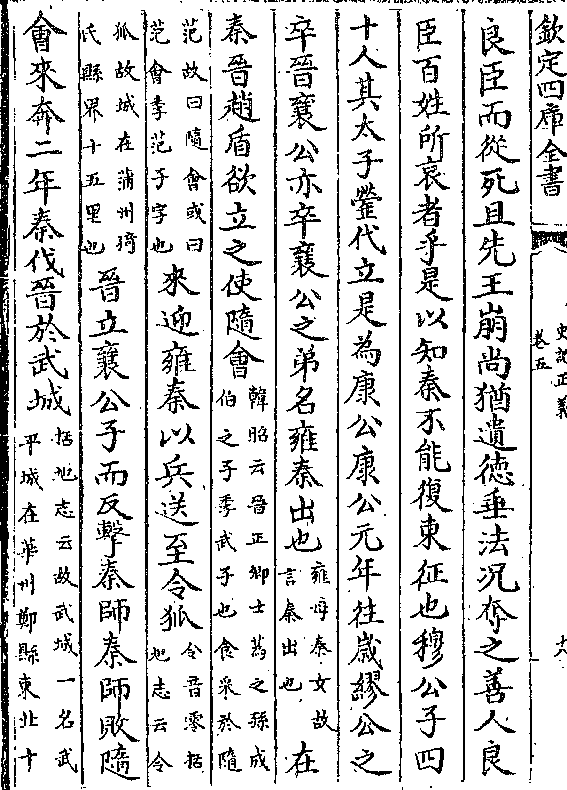 欽定四庫全書
史記正義
卷五
十六
良臣而從死且先王崩尚猶遺德垂法況奪之善人良
臣百姓所哀者乎是以知秦不能復東征也穆公子四
十人其太子罃代立是為康公康公元年往歲繆公之
卒晉襄公亦卒襄公之弟名雍秦出也雍母秦女故言秦出也在
秦晉趙盾欲立之使隨會韓昭云晉正卿士蒍之孫成伯之子季武子也食采於隨
范故曰隨會或曰范會季范子字也來迎雍秦以兵送至令狐令音零括地志云令
狐故城在蒲州猗氏縣界十五里也晉立襄公子而反擊秦師秦師敗隨
會來奔二年秦伐晉於武城括地志云故武城一名武平城在華州鄭縣東北十